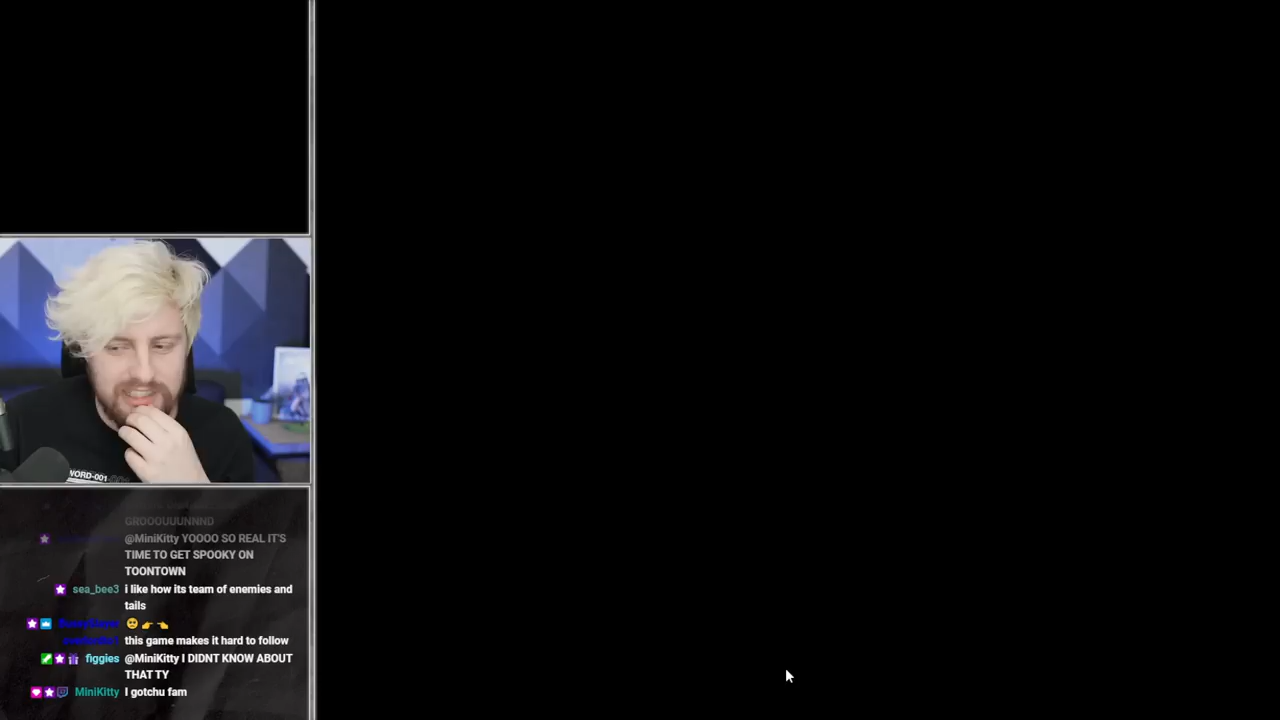 WORD-001
GROOOUUUNNND
@MiniKitty YOOOO SO REAL IT'S
TIME TO GET SPOOKY ON
TOONTOWN
sea_bee3 i like how its team of enemies and
tails
🥺 👉 👈
this game makes it hard to follow
figgies @MiniKitty I DIDNT KNOW ABOUT
THAT TY
MiniKitty I gotchu fam